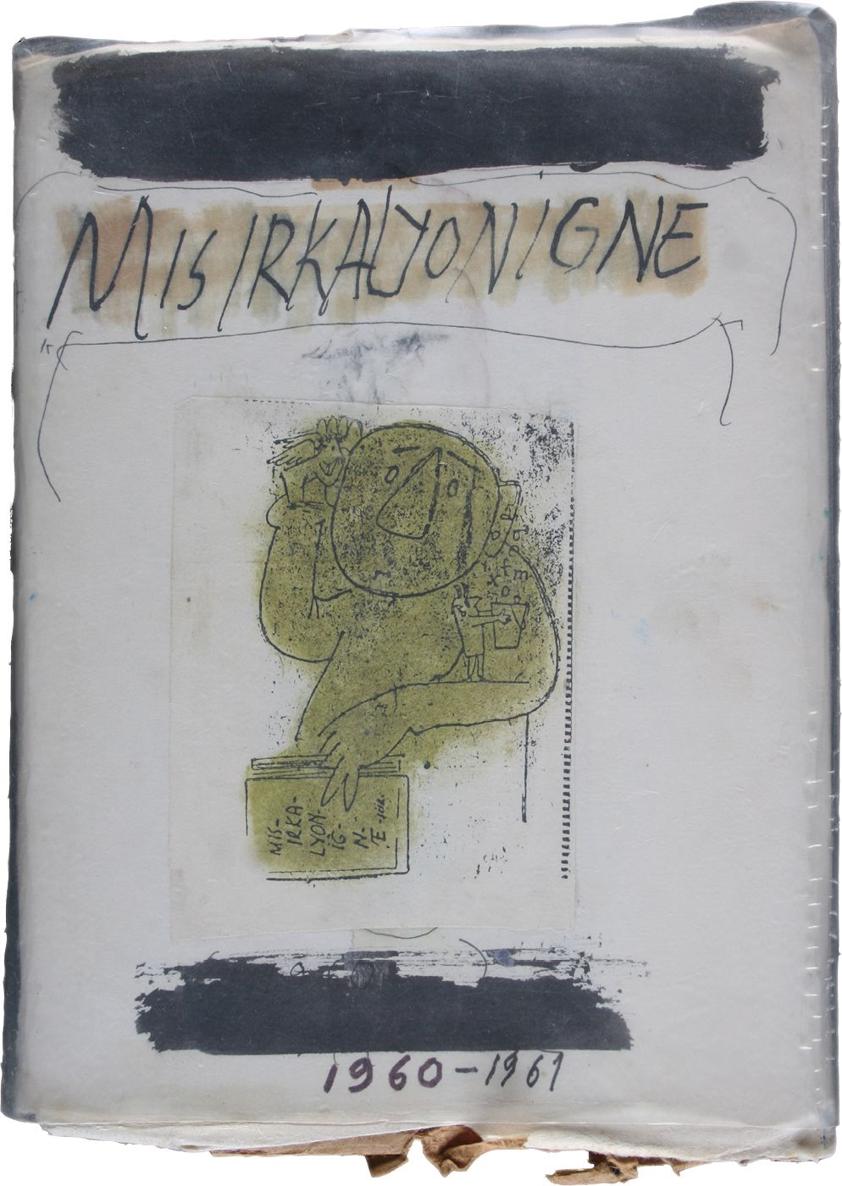 MISIRKALYONIGNE
MIS-
IRKA-
LYON-
IG-
N-
E
1960-1961